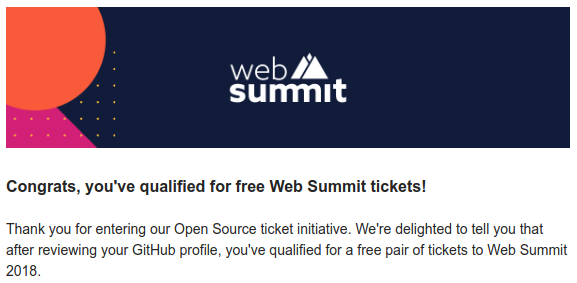 web
summit
Congrats, you've qualified for free Web Summit tickets!
Thank you for entering our Open Source ticket initiative. We're delighted to tell you that
after reviewing your GitHub profile, you've qualified for a free pair of tickets to Web Summit
2018.